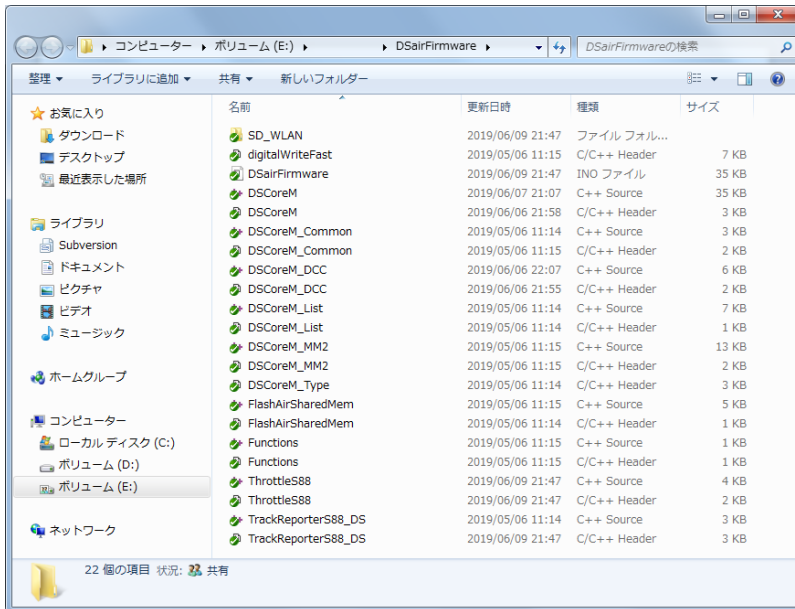 コンピューター ▸ ボリューム (E:) ▸ ▸ DSairFirmware ▸ DSairFirmwareの検索
整理 ▼ ライブラリに追加 ▼ 共有 ▼ 新しいフォルダー
名前 更新日時 種類 サイズ
お気に入り
ダウンロード
デスクトップ
最近表示した場所
ライブラリ
Subversion
ドキュメント
ピクチャ
ビデオ
ミュージック
ホームグループ
コンピューター
ローカル ディスク (C:)
ボリューム (D:)
ボリューム (E:)
ネットワーク
SD_WLAN 2019/06/09 21:47 ファイル フォル...
digitalWriteFast 2019/05/06 11:15 C/C++ Header 7 KB
DSairFirmware 2019/06/09 21:47 INO ファイル 35 KB
DSCoreM 2019/06/07 21:07 C++ Source 35 KB
DSCoreM 2019/06/06 21:58 C/C++ Header 3 KB
DSCoreM_Common 2019/05/06 11:14 C++ Source 3 KB
DSCoreM_Common 2019/05/06 11:15 C/C++ Header 2 KB
DSCoreM_DCC 2019/06/06 22:07 C++ Source 6 KB
DSCoreM_DCC 2019/06/06 21:55 C/C++ Header 2 KB
DSCoreM_List 2019/05/06 11:14 C++ Source 7 KB
DSCoreM_List 2019/05/06 11:14 C/C++ Header 1 KB
DSCoreM_MM2 2019/05/06 11:15 C++ Source 13 KB
DSCoreM_MM2 2019/05/06 11:15 C/C++ Header 2 KB
DSCoreM_Type 2019/05/06 11:14 C/C++ Header 3 KB
FlashAirSharedMem 2019/05/06 11:15 C++ Source 5 KB
FlashAirSharedMem 2019/05/06 11:14 C/C++ Header 1 KB
Functions 2019/05/06 11:15 C++ Source 1 KB
Functions 2019/05/06 11:15 C/C++ Header 1 KB
ThrottleS88 2019/06/09 21:47 C++ Source 4 KB
ThrottleS88 2019/06/09 21:47 C/C++ Header 2 KB
TrackReporterS88_DS 2019/05/06 11:14 C++ Source 3 KB
TrackReporterS88_DS 2019/06/09 21:47 C/C++ Header 3 KB
22 個の項目 状況: 共有